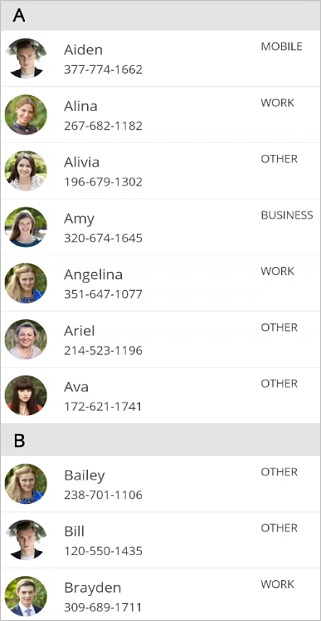 A
Aiden MOBILE
377-774-1662
Alina WORK
267-682-1182
Alivia OTHER
196-679-1302
Amy BUSINESS
320-674-1645
Angelina WORK
351-647-1077
Ariel OTHER
214-523-1196
Ava OTHER
172-621-1741
B
Bailey OTHER
238-701-1106
Bill OTHER
120-550-1435
Brayden WORK
309-689-1711